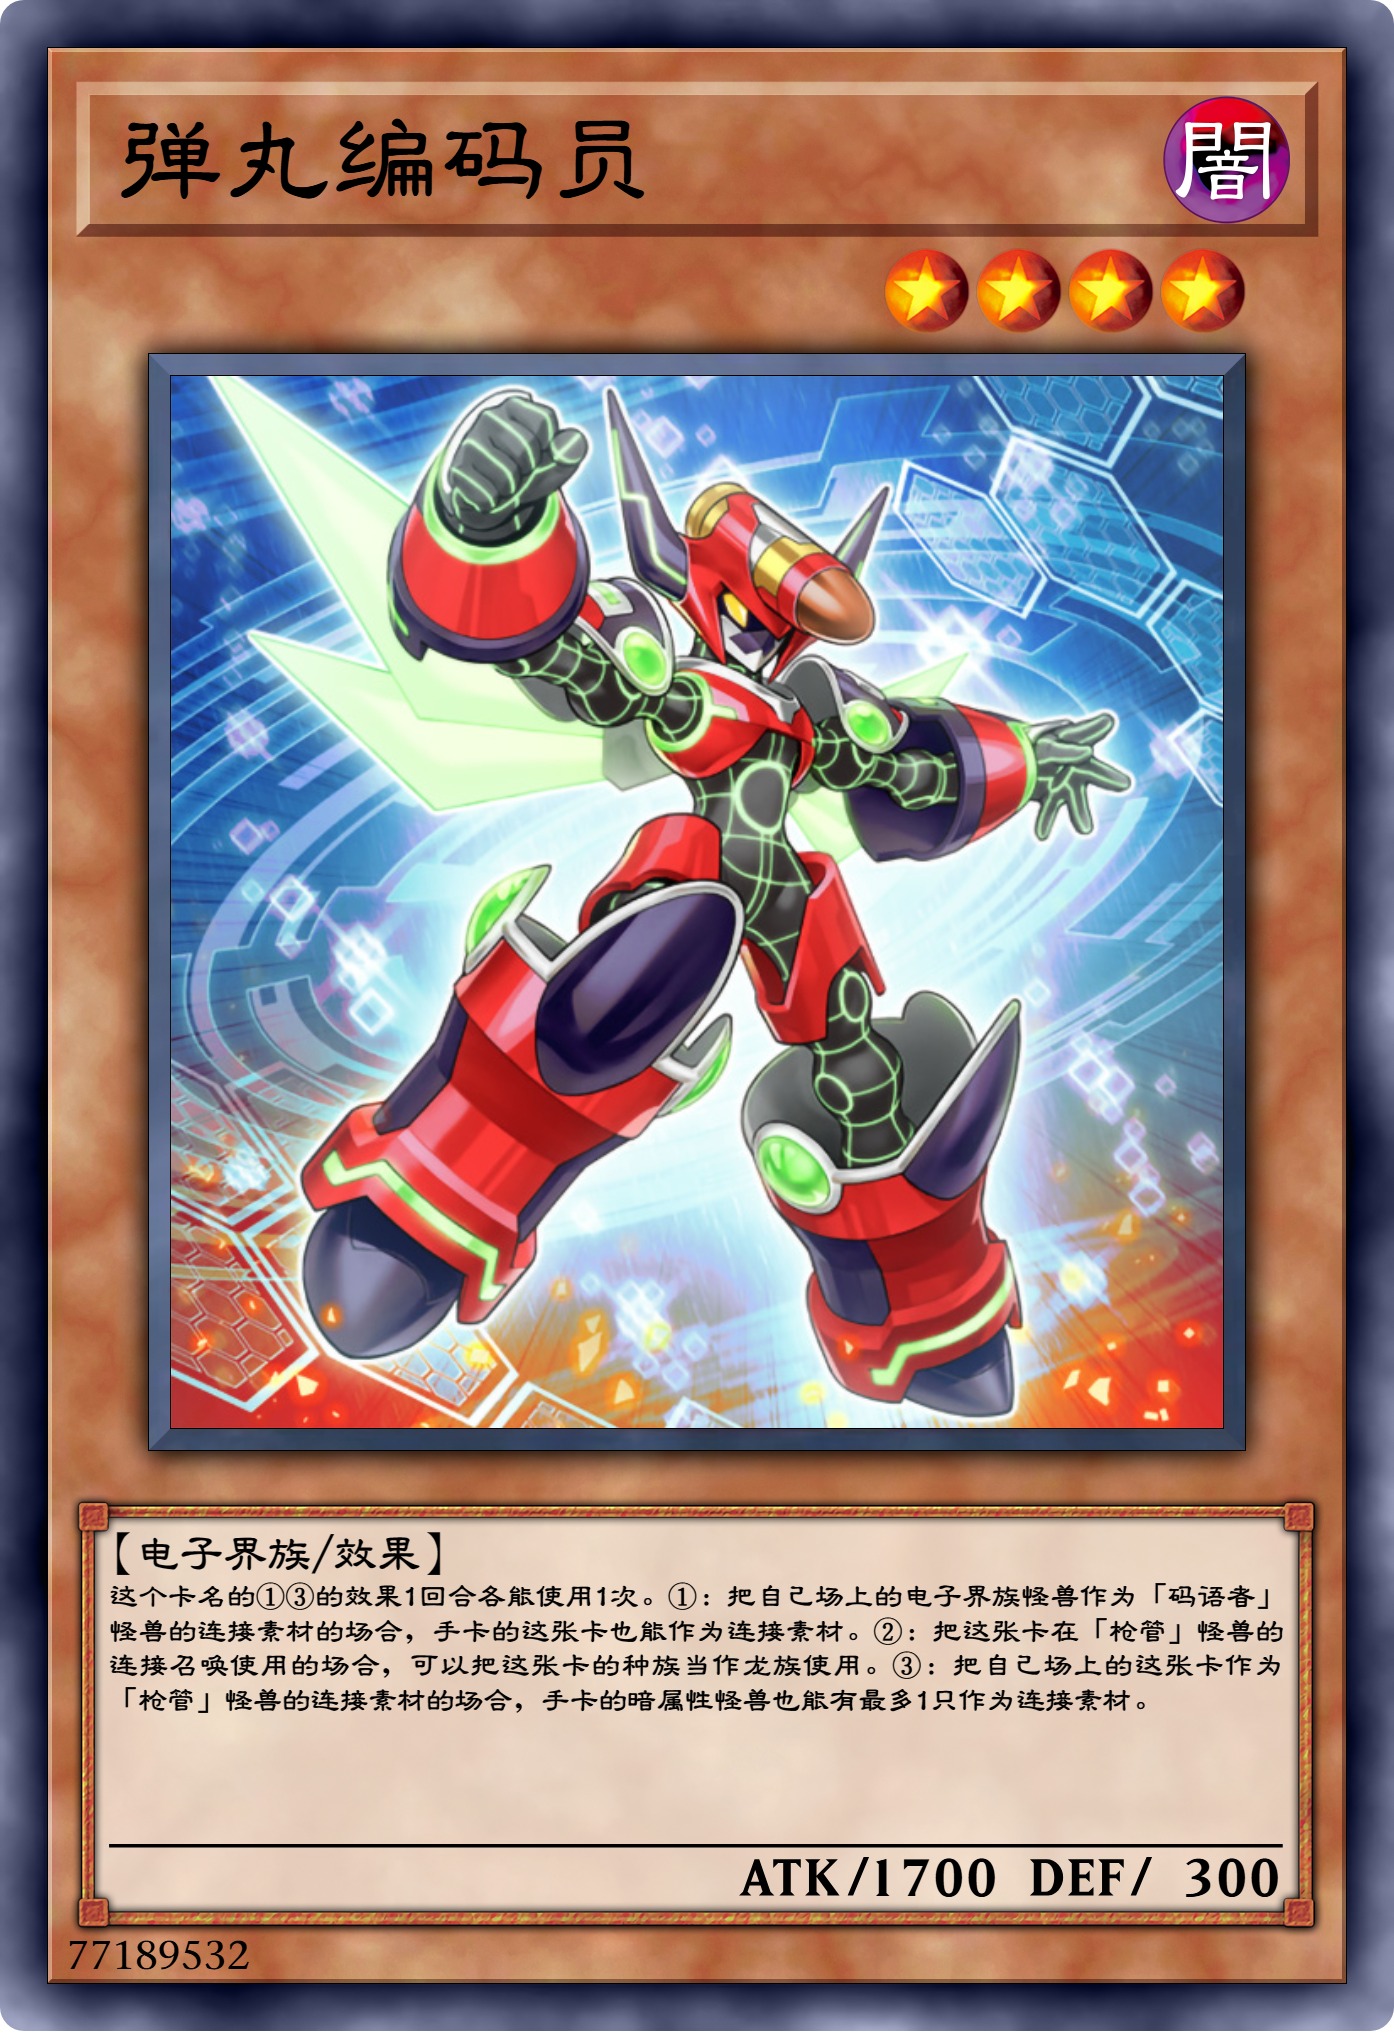 弹丸编码员
闇
【电子界族/效果】
这个卡名的①③的效果1回合各能使用1次。①：把自己场上的电子界族怪兽作为「码语者」
怪兽的连接素材的场合，手卡的这张卡也能作为连接素材。②：把这张卡在「枪管」怪兽的
连接召唤使用的场合，可以把这张卡的种族当作龙族使用。③：把自己场上的这张卡作为
「枪管」怪兽的连接素材的场合，手卡的暗属性怪兽也能有最多1只作为连接素材。
ATK/1700 DEF/ 300
77189532